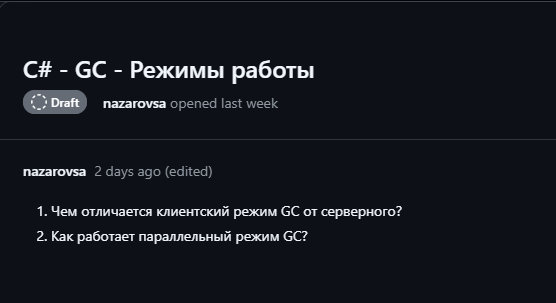 C# - GC - Режимы работы
Draft nazarovsa opened last week
nazarovsa 2 days ago (edited)
1. Чем отличается клиентский режим GC от серверного?
2. Как работает параллельный режим GC?